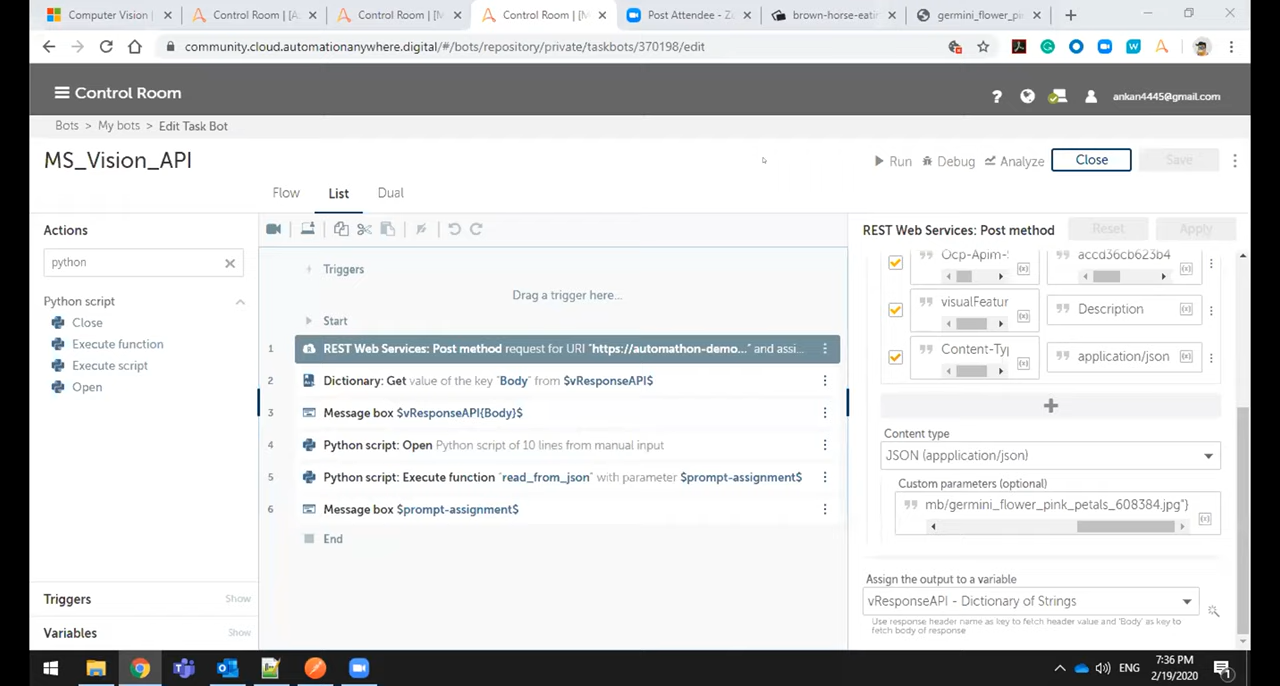 Computer Vision
Control Room | [A
Control Room | [M
Control Room | [M
Post Attendee - Z
brown-horse-eati
germini_flower_pi
community.cloud.automationanywhere.digital/#/bots/repository/private/taskbots/370198/edit
Control Room
ankan4445@gmail.com
Bots > My bots > Edit Task Bot
MS_Vision_API
Run
Debug
Analyze
Close
Save
Flow
List
Dual
Actions
python
Python script
Close
Execute function
Execute script
Open
Triggers
Show
Variables
Show
Triggers
Drag a trigger here...
Start
1 REST Web Services: Post method request for URI "https://automathon-demo..." and assi...
2 Dictionary: Get value of the key "Body" from $vResponseAPI$
3 Message box $vResponseAPI{Body}$
4 Python script: Open Python script of 10 lines from manual input
5 Python script: Execute function "read_from_json" with parameter $prompt-assignment$
6 Message box $prompt-assignment$
End
REST Web Services: Post method
Reset
Apply
Ocp-Apim-S
accd36cb623b4
visualFeatur
Description
Content-Typ
application/json
Content type
JSON (appplication/json)
Custom parameters (optional)
mb/germini_flower_pink_petals_608384.jpg"}
Assign the output to a variable
vResponseAPI - Dictionary of Strings
Use response header name as key to fetch header value and 'Body' as key to
fetch body of response
ENG
7:36 PM
2/19/2020